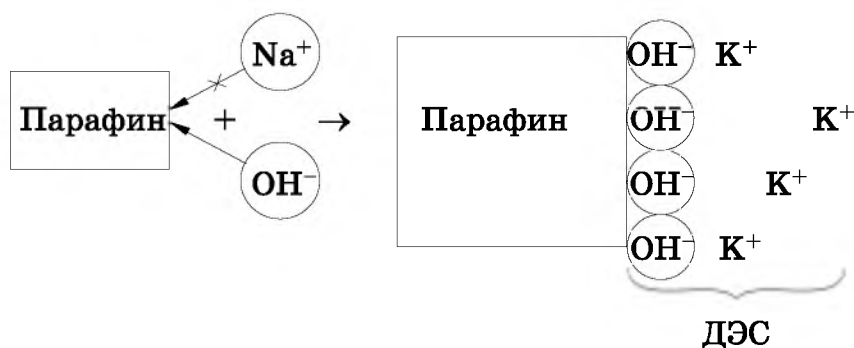 Na⁺
Парафин + → Парафин
OH⁻
OH⁻ K⁺
OH⁻ K⁺
OH⁻ K⁺
OH⁻ K⁺
ДЭС